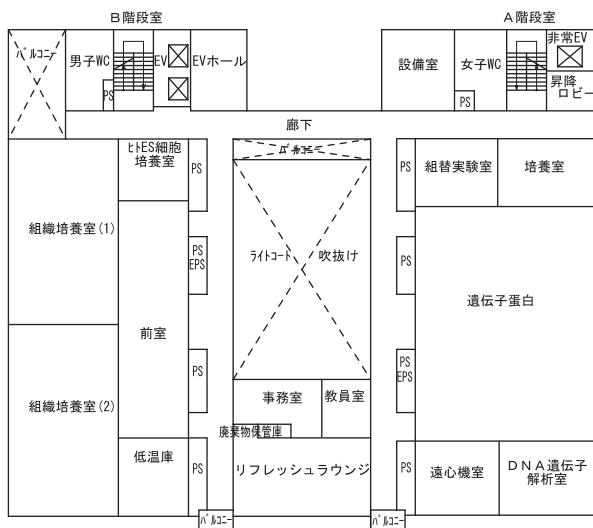 B階段室
A階段室
バルコニー
男子WC
PS
EV
EVホール
設備室
女子WC
PS
非常EV
昇降
ロビー
廊下
ヒトES細胞
培養室
PS
バルコニー
PS
組替実験室
培養室
組織培養室(1)
PS
EPS
ライトコート
吹抜け
PS
遺伝子蛋白
前室
PS
PS
EPS
組織培養室(2)
事務室
教員室
廃棄物保管庫
低温庫
PS
リフレッシュラウンジ
PS
遠心機室
DNA遺伝子
解析室
バルコニー
バルコニー